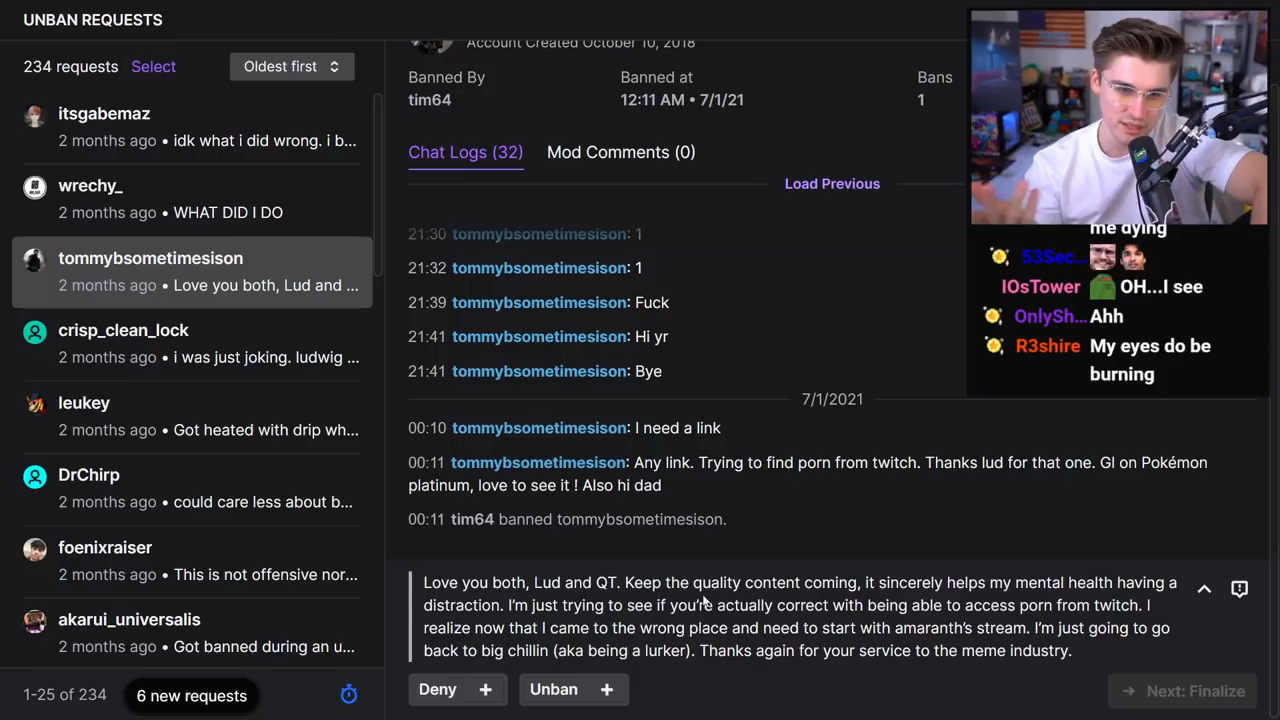 UNBAN REQUESTS
234 requests Select Oldest first
itsgabemaz
2 months ago • idk what i did wrong. i b...
wrechy_
2 months ago • WHAT DID I DO
tommybsometimesison
2 months ago • Love you both, Lud and ...
crisp_clean_lock
2 months ago • i was just joking. ludwig ...
leukey
2 months ago • Got heated with drip wh...
DrChirp
2 months ago • could care less about b...
foenixraiser
2 months ago • This is not offensive nor...
akarui_universalis
2 months ago • Got banned during an u...
1-25 of 234 6 new requests
Account Created October 10, 2018
Banned By Banned at Bans
tim64 12:11 AM • 7/1/21 1
Chat Logs (32) Mod Comments (0)
Load Previous
21:30 tommybsometimesison: 1
21:32 tommybsometimesison: 1
21:39 tommybsometimesison: Fuck
21:41 tommybsometimesison: Hi yr
21:41 tommybsometimesison: Bye
7/1/2021
00:10 tommybsometimesison: I need a link
00:11 tommybsometimesison: Any link. Trying to find porn from twitch. Thanks lud for that one. Gl on Pokémon
platinum, love to see it ! Also hi dad
00:11 tim64 banned tommybsometimesison.
Love you both, Lud and QT. Keep the quality content coming, it sincerely helps my mental health having a
distraction. I'm just trying to see if you're actually correct with being able to access porn from twitch. I
realize now that I came to the wrong place and need to start with amaranth's stream. I'm just going to go
back to big chillin (aka being a lurker). Thanks again for your service to the meme industry.
Deny + Unban + → Next: Finalize
me dying
53Sec...
IOsTower OH...I see
OnlySh... Ahh
R3shire My eyes do be
burning